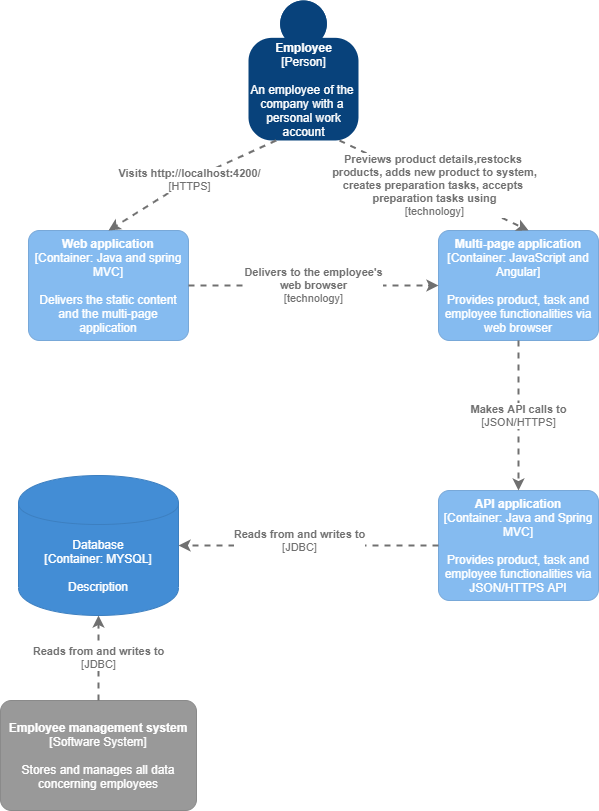 Employee
[Person]
An employee of the
company with a
personal work
account
Visits http://localhost:4200/
[HTTPS]
Previews product details,restocks
products, adds new product to system,
creates preparation tasks, accepts
preparation tasks using
[technology]
Web application
[Container: Java and spring
MVC]
Delivers the static content
and the multi-page
application
Delivers to the employee's
web browser
[technology]
Multi-page application
[Container: JavaScript and
Angular]
Provides product, task and
employee functionalities via
web browser
Makes API calls to
[JSON/HTTPS]
Database
[Container: MYSQL]
Description
Reads from and writes to
[JDBC]
API application
[Container: Java and Spring
MVC]
Provides product, task and
employee functionalities via
JSON/HTTPS API
Reads from and writes to
[JDBC]
Employee management system
[Software System]
Stores and manages all data
concerning employees